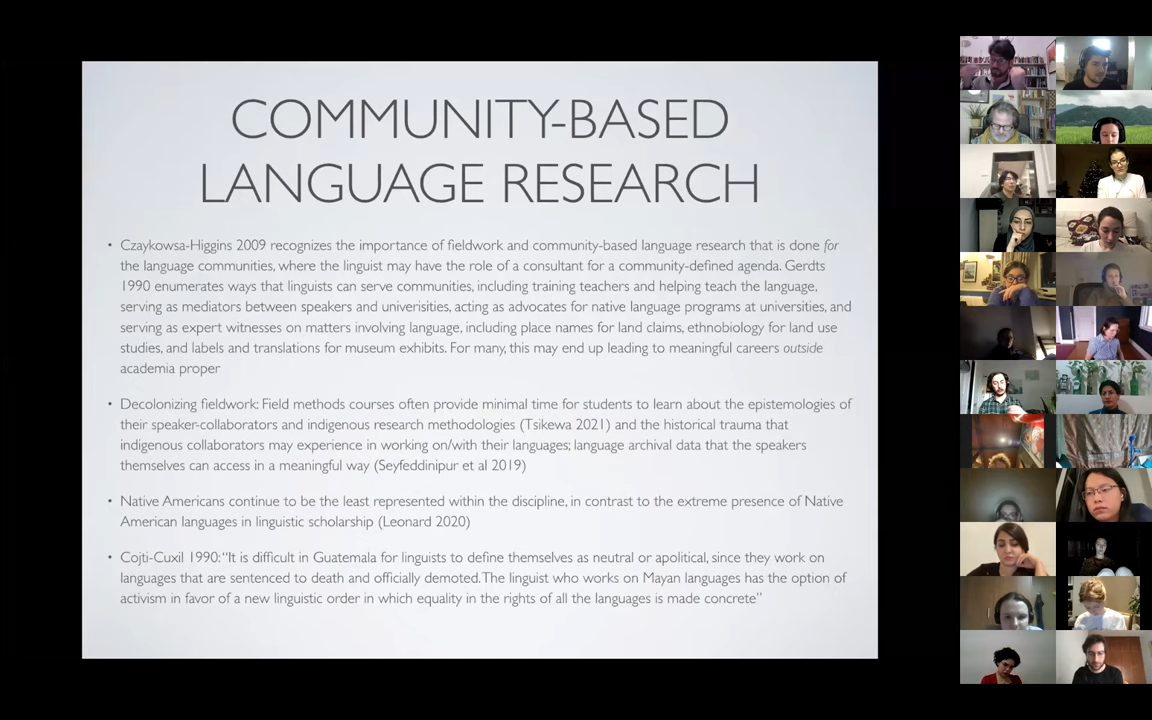 COMMUNITY-BASED
LANGUAGE RESEARCH
• Czaykowsa-Higgins 2009 recognizes the importance of fieldwork and community-based language research that is done for
the language communities, where the linguist may have the role of a consultant for a community-defined agenda. Gerdts
1990 enumerates ways that linguists can serve communities, including training teachers and helping teach the language,
serving as mediators between speakers and univerisities, acting as advocates for native language programs at universities, and
serving as expert witnesses on matters involving language, including place names for land claims, ethnobiology for land use
studies, and labels and translations for museum exhibits. For many, this may end up leading to meaningful careers outside
academia proper
• Decolonizing fieldwork: Field methods courses often provide minimal time for students to learn about the epistemologies of
their speaker-collaborators and indigenous research methodologies (Tsikewa 2021) and the historical trauma that
indigenous collaborators may experience in working on/with their languages; language archival data that the speakers
themselves can access in a meaningful way (Seyfeddinipur et al 2019)
• Native Americans continue to be the least represented within the discipline, in contrast to the extreme presence of Native
American languages in linguistic scholarship (Leonard 2020)
• Cojti-Cuxil 1990: “It is difficult in Guatemala for linguists to define themselves as neutral or apolitical, since they work on
languages that are sentenced to death and officially demoted. The linguist who works on Mayan languages has the option of
activism in favor of a new linguistic order in which equality in the rights of all the languages is made concrete”